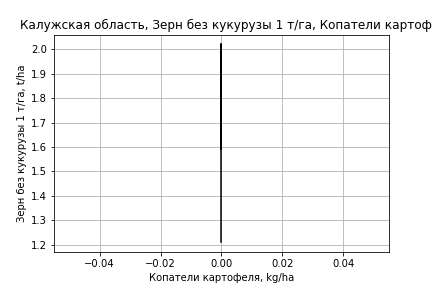 Калужская область, Зерн без кукурузы 1 т/га, Копатели картоф
Зерн без кукурузы 1 т/га, t/ha
2.0
1.9
1.8
1.7
1.6
1.5
1.4
1.3
1.2
−0.04 −0.02 0.00 0.02 0.04
Копатели картофеля, kg/ha